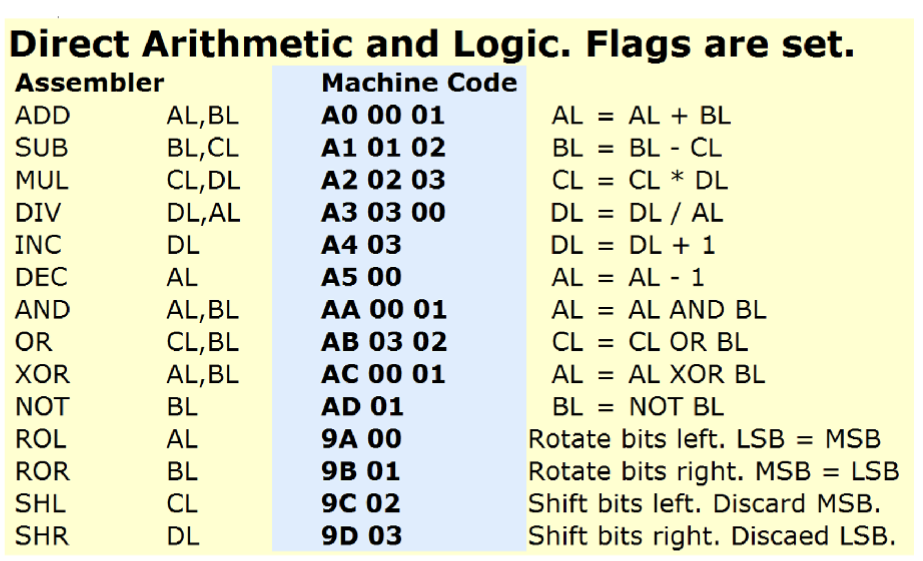 Direct Arithmetic and Logic. Flags are set.
Assembler Machine Code
ADD AL,BL A0 00 01 AL = AL + BL
SUB BL,CL A1 01 02 BL = BL - CL
MUL CL,DL A2 02 03 CL = CL * DL
DIV DL,AL A3 03 00 DL = DL / AL
INC DL A4 03 DL = DL + 1
DEC AL A5 00 AL = AL - 1
AND AL,BL AA 00 01 AL = AL AND BL
OR CL,BL AB 03 02 CL = CL OR BL
XOR AL,BL AC 00 01 AL = AL XOR BL
NOT BL AD 01 BL = NOT BL
ROL AL 9A 00 Rotate bits left. LSB = MSB
ROR BL 9B 01 Rotate bits right. MSB = LSB
SHL CL 9C 02 Shift bits left. Discard MSB.
SHR DL 9D 03 Shift bits right. Discaed LSB.